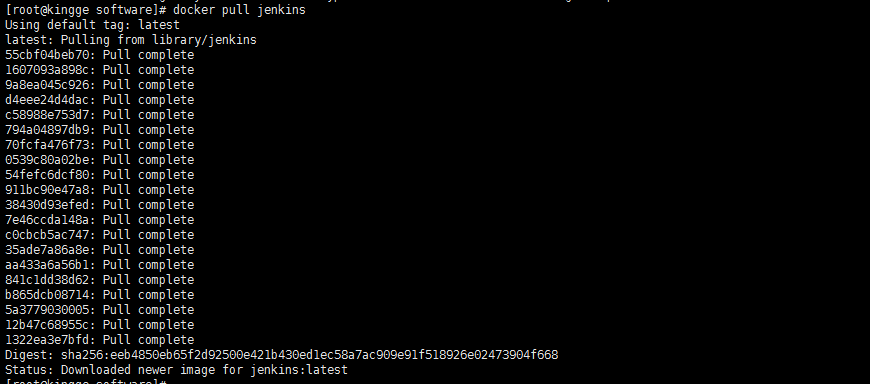 [root@kingge software]# docker pull jenkins
Using default tag: latest
latest: Pulling from library/jenkins
55cbf04beb70: Pull complete
1607093a898c: Pull complete
9a8ea045c926: Pull complete
d4eee24d4dac: Pull complete
c58988e753d7: Pull complete
794a04897db9: Pull complete
70fcfa476f73: Pull complete
0539c80a02be: Pull complete
54fefc6dcf80: Pull complete
911bc90e47a8: Pull complete
38430d93efed: Pull complete
7e46ccda148a: Pull complete
c0cbcb5ac747: Pull complete
35ade7a86a8e: Pull complete
aa433a6a56b1: Pull complete
841c1dd38d62: Pull complete
b865dcb08714: Pull complete
5a3779030005: Pull complete
12b47c68955c: Pull complete
1322ea3e7bfd: Pull complete
Digest: sha256:eeb4850eb65f2d92500e421b430ed1ec58a7ac909e91f518926e02473904f668
Status: Downloaded newer image for jenkins:latest
[root@kingge software]#